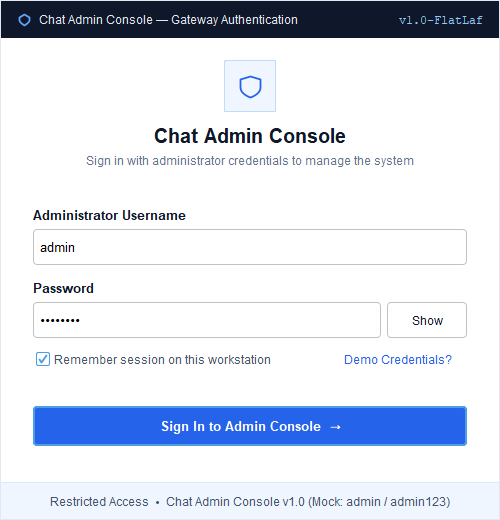 Chat Admin Console — Gateway Authentication v1.0-FlatLaf
Chat Admin Console
Sign in with administrator credentials to manage the system
Administrator Username
admin
Password
••••••••
Show
Remember session on this workstation
Demo Credentials?
Sign In to Admin Console →
Restricted Access • Chat Admin Console v1.0 (Mock: admin / admin123)